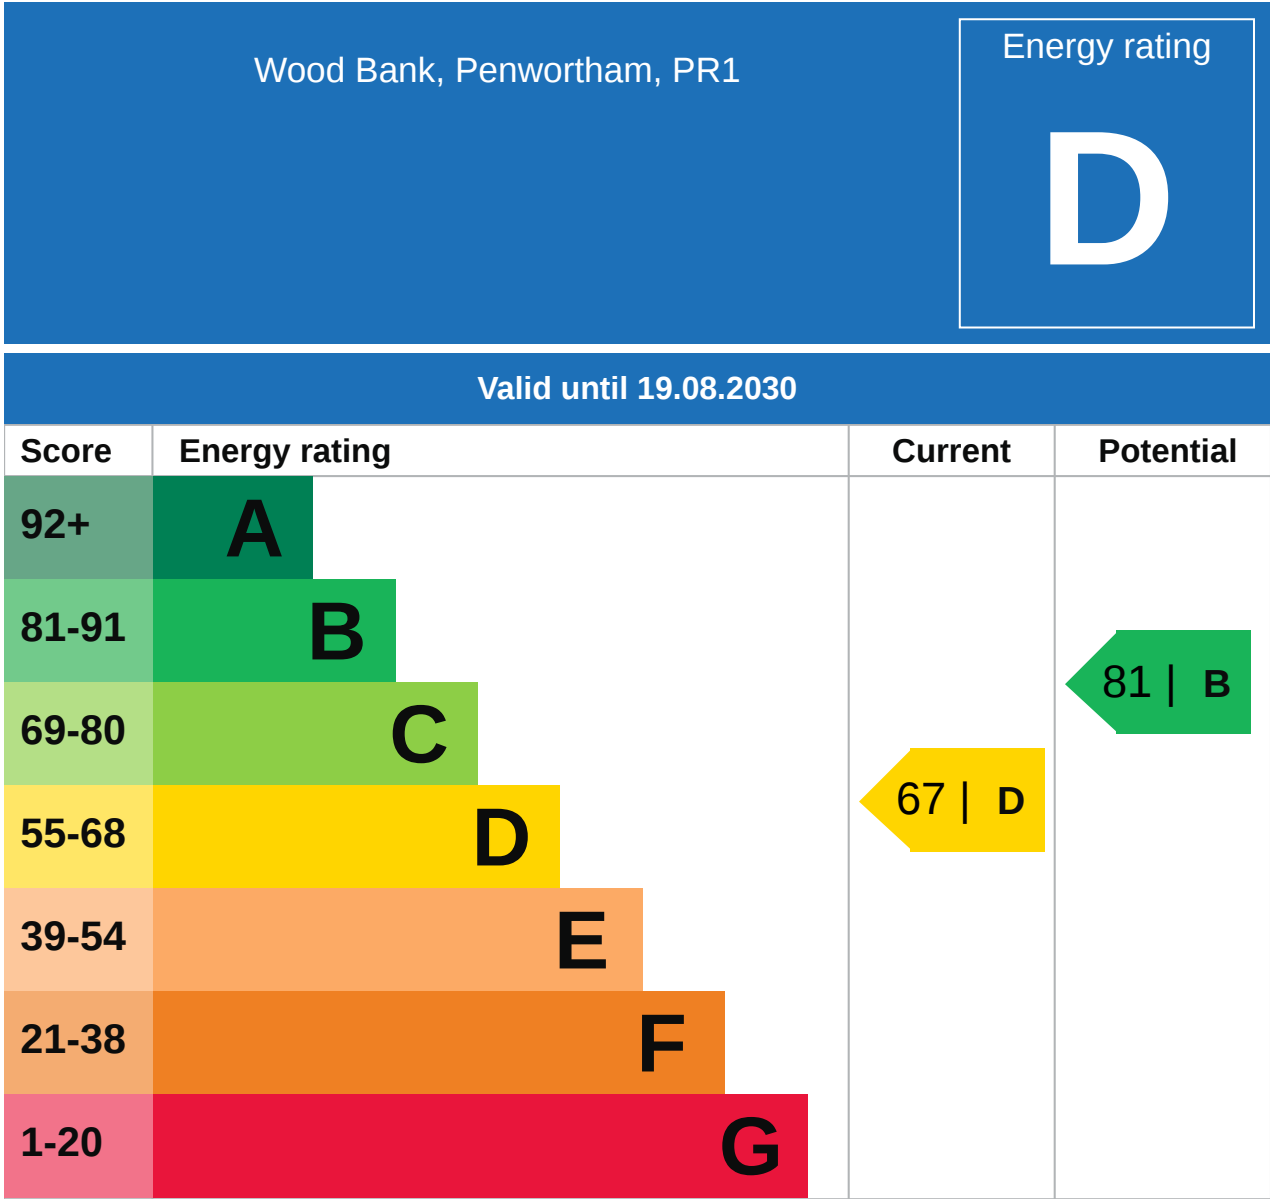 Wood Bank, Penwortham, PR1
Energy rating
D
Valid until 19.08.2030
Score Energy rating Current Potential
92+ A
81-91 B
81 | B
69-80 C
67 | D
55-68 D
39-54 E
21-38 F
1-20 G